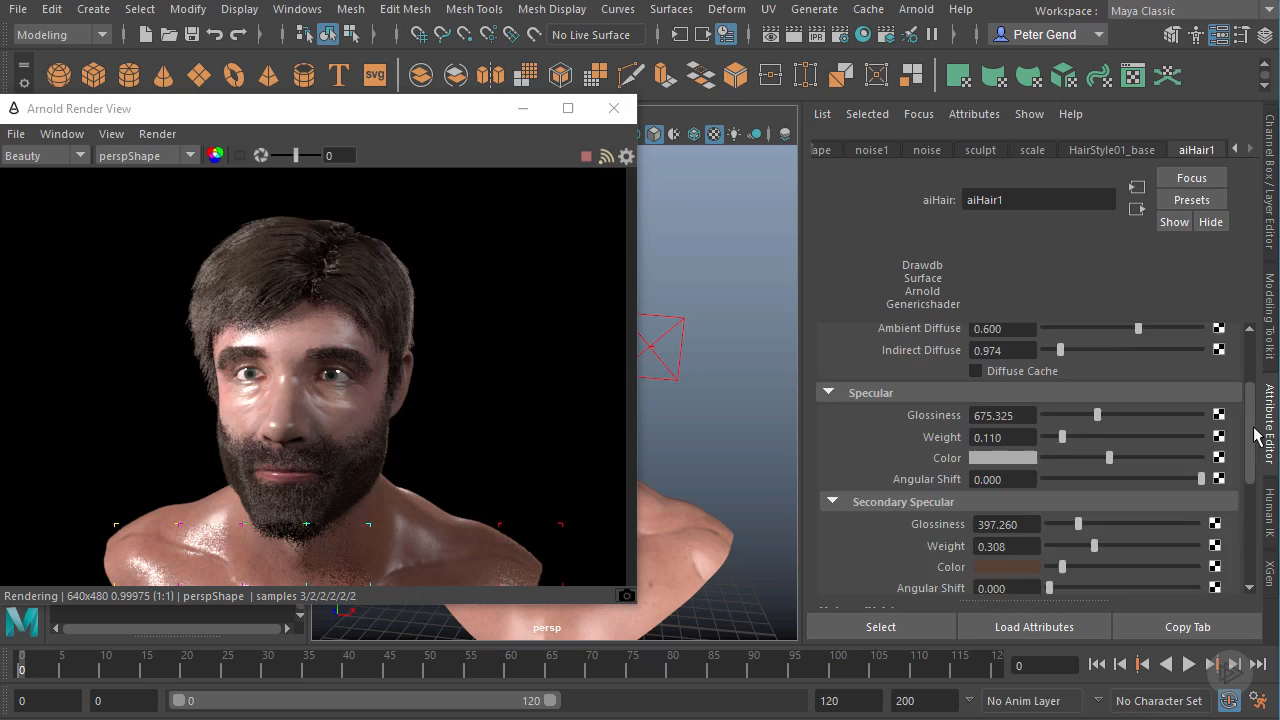 File Edit Create Select Modify Display Windows Mesh Edit Mesh Mesh Tools Mesh Display Curves Surfaces Deform UV Generate Cache Arnold Help Workspace : Maya Classic
Modeling No Live Surface IPR Peter Gend
T svg
Arnold Render View
File Window View Render
Beauty perspShape 0
List Selected Focus Attributes Show Help
ape noise1 noise sculpt scale HairStyle01_base aiHair1
Focus
aiHair: aiHair1 Presets
Show Hide
Drawdb
Surface
Arnold
Genericshader
Ambient Diffuse 0.600
Indirect Diffuse 0.974
Diffuse Cache
Specular
Glossiness 675.325
Weight 0.110
Color
Angular Shift 0.000
Secondary Specular
Glossiness 397.260
Weight 0.308
Color
Angular Shift 0.000
Select Load Attributes Copy Tab
Channel Box / Layer Editor
Modeling Toolkit
Attribute Editor
Human IK
XGen
Rendering | 640x480 0.99975 (1:1) | perspShape | samples 3/2/2/2/2/2
M persp
0 5 10 15 20 25 30 35 40 45 50 55 60 65 70 75 80 85 90 95 100 105 110 115 12
0 0
0 0 0 120 120 200 No Anim Layer No Character Set